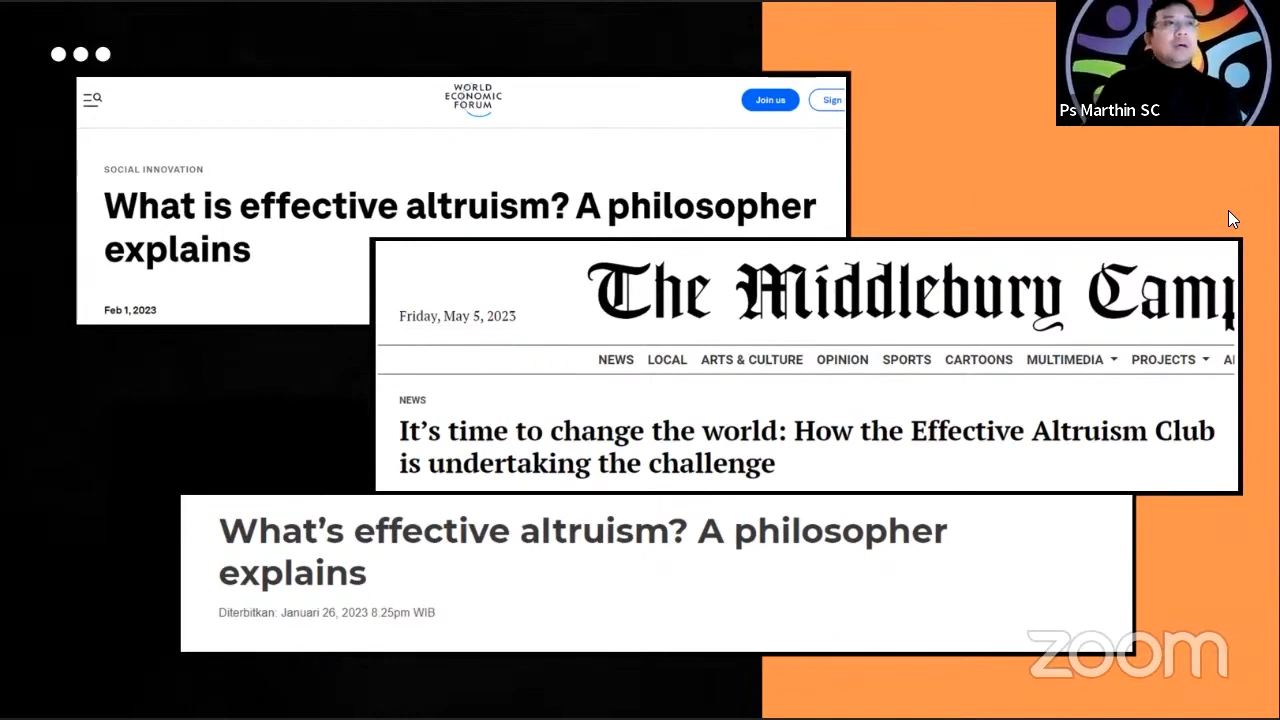 WORLD
ECONOMIC
FORUM
Join us
Sign
Ps Marthin SC
SOCIAL INNOVATION
What is effective altruism? A philosopher
explains
Feb 1, 2023
The Middlebury Camp
Friday, May 5, 2023
NEWS LOCAL ARTS & CULTURE OPINION SPORTS CARTOONS MULTIMEDIA PROJECTS A
NEWS
It’s time to change the world: How the Effective Altruism Club
is undertaking the challenge
What’s effective altruism? A philosopher
explains
Diterbitkan: Januari 26, 2023 8.25pm WIB
zoom